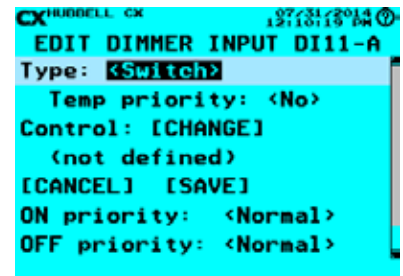 CX HUBBELL CX 07/31/2014
12:10:19 PM
EDIT DIMMER INPUT DI11-A
Type: <Switch>
Temp priority: <No>
Control: [CHANGE]
(not defined)
[CANCEL] [SAVE]
ON priority: <Normal>
OFF priority: <Normal>